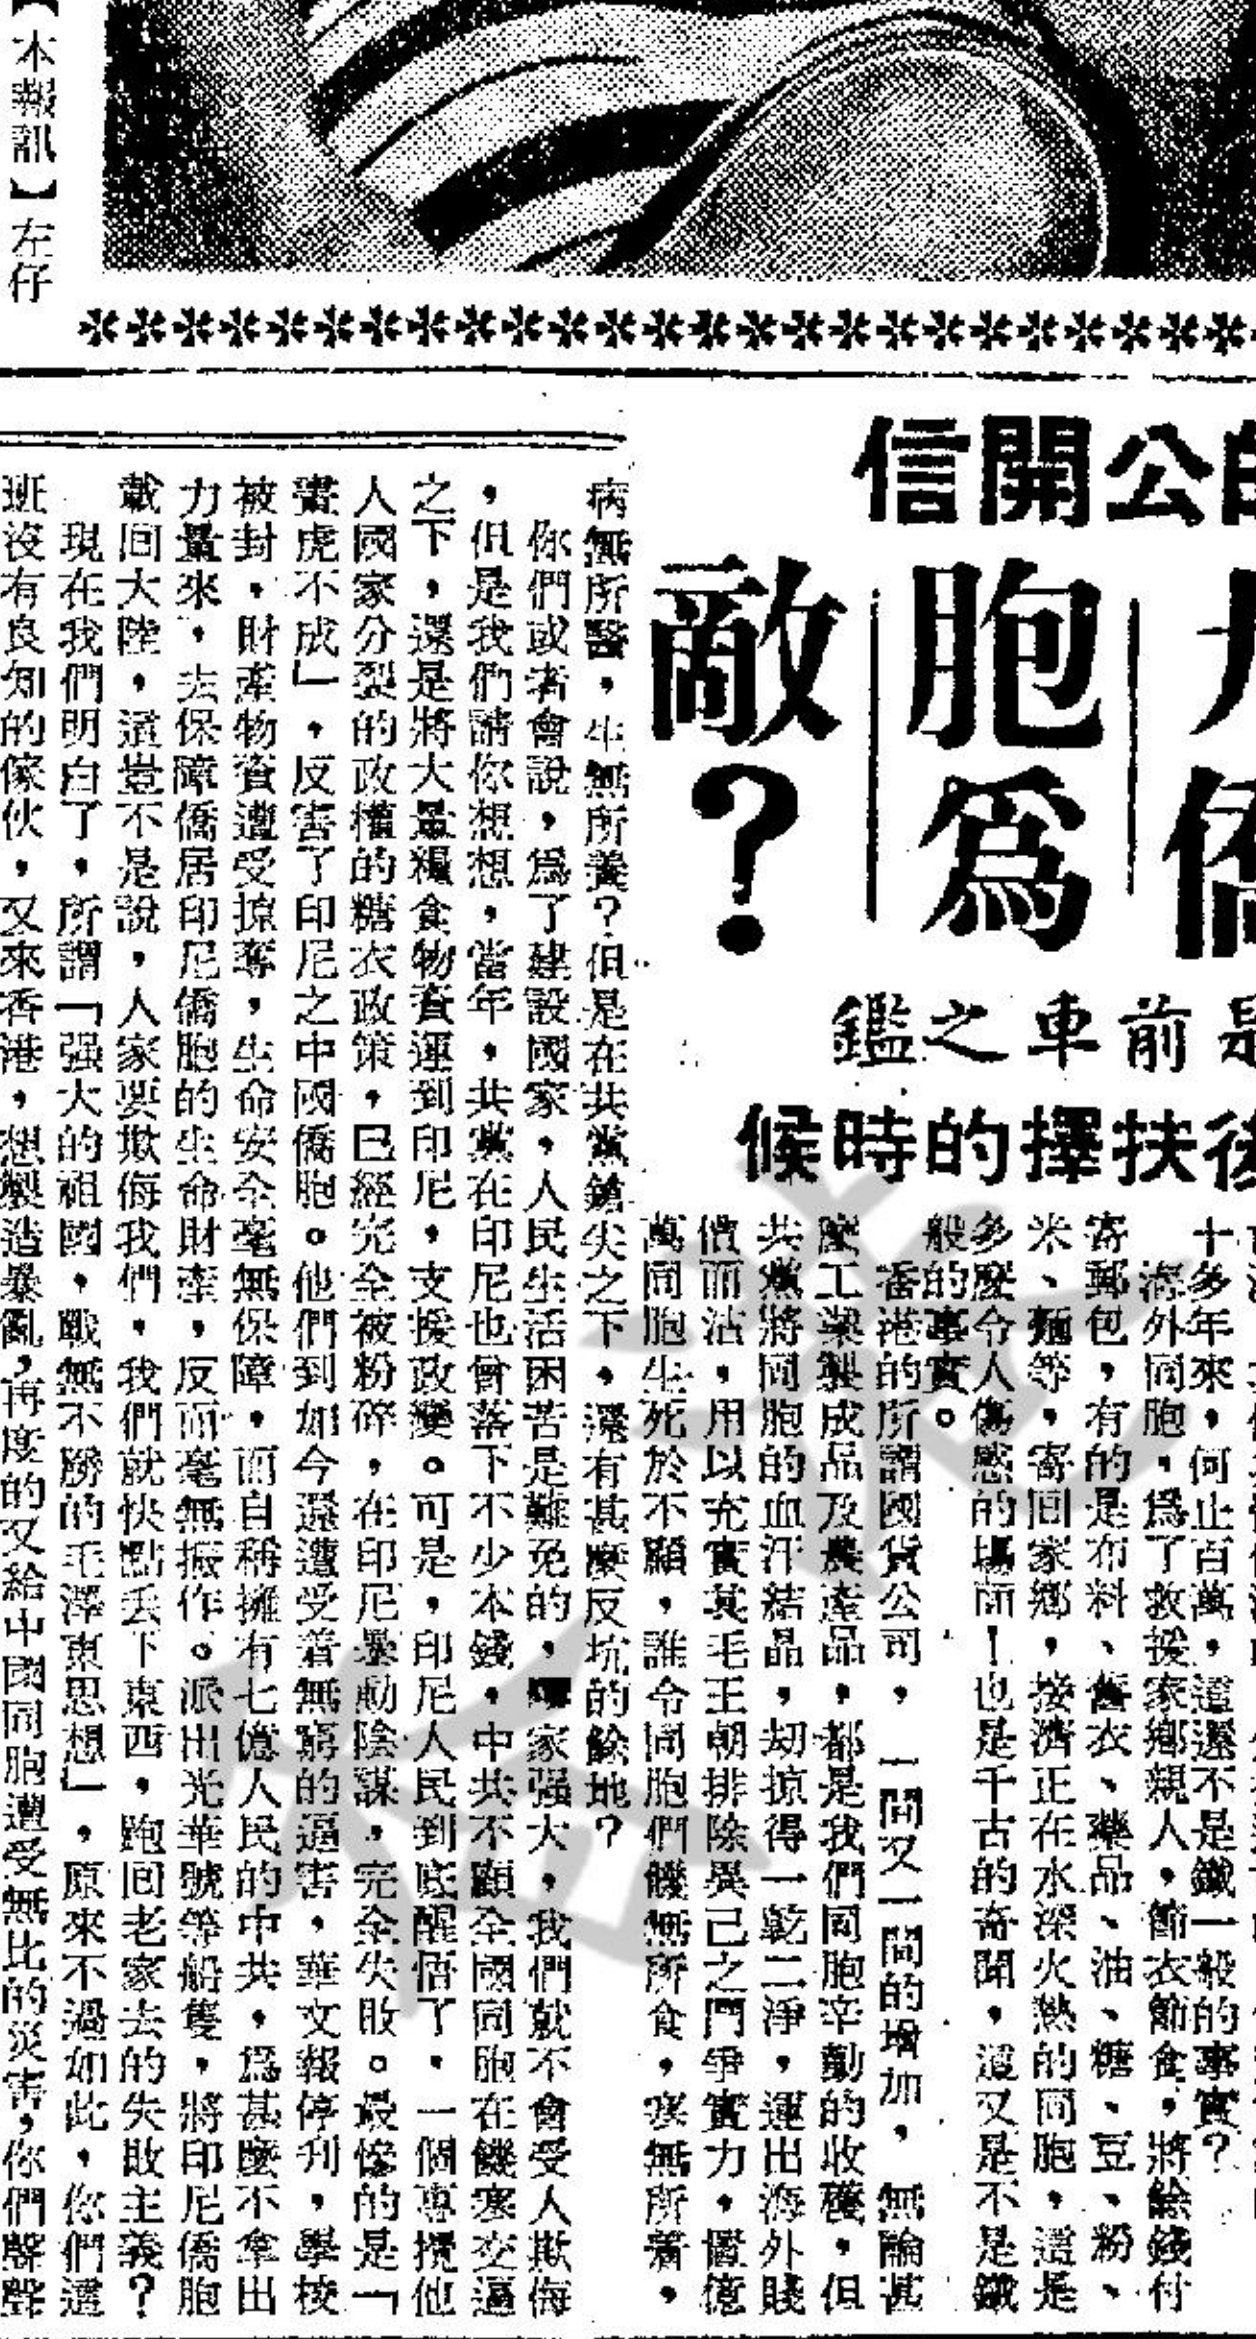 【本報訊】左仔
信開公的
胞爲
敵?
鑑之車前是
候時的擇抉後
十多年來，何止百萬，這還不是鐵一般的事實？
海外同胞，爲了救援家鄉親人，節衣節食，將餘錢付
寄郵包，有的是布料、舊衣、藥品、油、糖、豆、粉、
米、麵等，寄回家鄉，接濟正在水深火熱的同胞，這是
多麼令人傷感的場面！也是千古的奇聞，這又是不是鐵
般的事實。
香港的所謂國貨公司，一間又一間的增加，無論甚
麼工業製成品及農產品，都是我們同胞辛勤的收穫，但
共黨將同胞的血汗結晶，刧掠得一乾二淨，運出海外賤
價而沽，用以充實其毛王朝排除異己之鬥爭實力，置億
萬同胞生死於不顧，誰令同胞們饑無所食，寒無所着，
病無所醫，生無所養？但是在共黨鎗尖之下，還有甚麼反坑的餘地？
你們或者會說，爲了建設國家，人民生活困苦是難免的，國家强大，我們就不會受人欺侮
，但是我們請你想想，當年，共黨在印尼也曾落下不少本錢，中共不顧全國同胞在饑寒交逼
之下，還是將大量糧食物資運到印尼，支援政變。可是，印尼人民到底醒悟了，一個專攪他
人國家分裂的政權的糖衣政策，已經完全被粉碎，在印尼暴動陰謀，完全失敗。最慘的是「
畫虎不成」，反害了印尼之中國僑胞。他們到如今還遭受着無窮的逼害，華文報停刊，學校
被封，財產物資遭受掠奪，生命安全毫無保障，而自稱擁有七億人民的中共，爲甚麼不拿出
力量來，去保障僑居印尼僑胞的生命財產，反而毫無振作。派出光華號等船隻，將印尼僑胞
載回大陸，這豈不是說，人家要欺侮我們，我們就快點丢下東西，跑回老家去的失敗主義？
現在我們明白了，所謂「强大的祖國，戰無不勝的毛澤東思想」，原來不過如此，你們這
班沒有良知的傢伙，又來香港，想製造暴亂，再度的又給中國同胞遭受無比的災害，你們聲聲